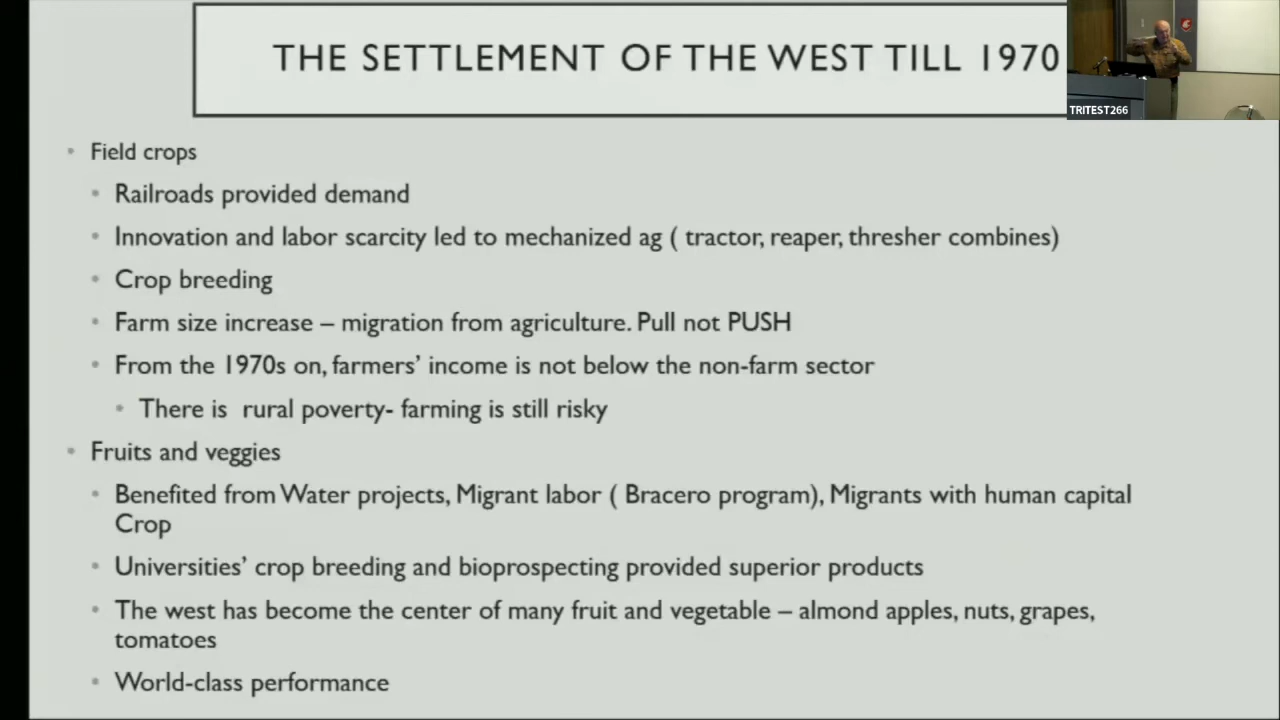 THE SETTLEMENT OF THE WEST TILL 1970
TRITEST266
• Field crops
• Railroads provided demand
• Innovation and labor scarcity led to mechanized ag ( tractor, reaper, thresher combines)
• Crop breeding
• Farm size increase – migration from agriculture. Pull not PUSH
• From the 1970s on, farmers’ income is not below the non-farm sector
• There is  rural poverty- farming is still risky
• Fruits and veggies
• Benefited from Water projects, Migrant labor ( Bracero program), Migrants with human capital
Crop
• Universities’ crop breeding and bioprospecting provided superior products
• The west has become the center of many fruit and vegetable – almond apples, nuts, grapes,
tomatoes
• World-class performance